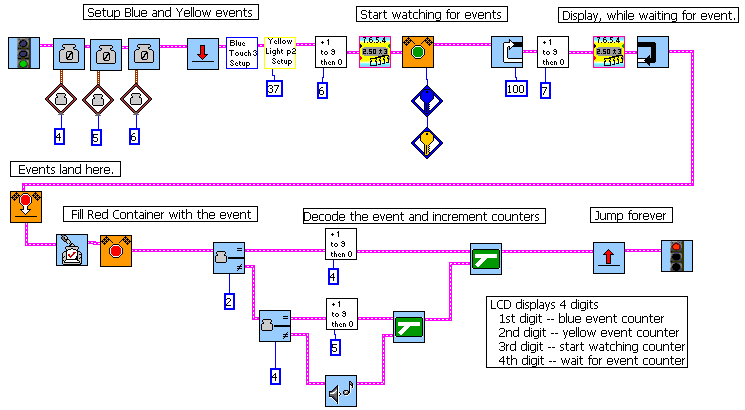 Setup Blue and Yellow events
Start watching for events
Display, while waiting for event.
0
0
0
Blue
Touch 3
Setup
Yellow
Light p2
Setup
+ 1
to 9
then 0
7.6.5.4
2.50 ±3
+ 1
to 9
then 0
7.6.5.4
2.50 ±3
37
6
100
7
4
5
6
Events land here.
Fill Red Container with the event
Decode the event and increment counters
Jump forever
+ 1
to 9
then 0
=
≠
2
4
+ 1
to 9
then 0
=
≠
5
4
LCD displays 4 digits
1st digit -- blue event counter
2nd digit -- yellow event counter
3rd digit -- start watching counter
4th digit -- wait for event counter